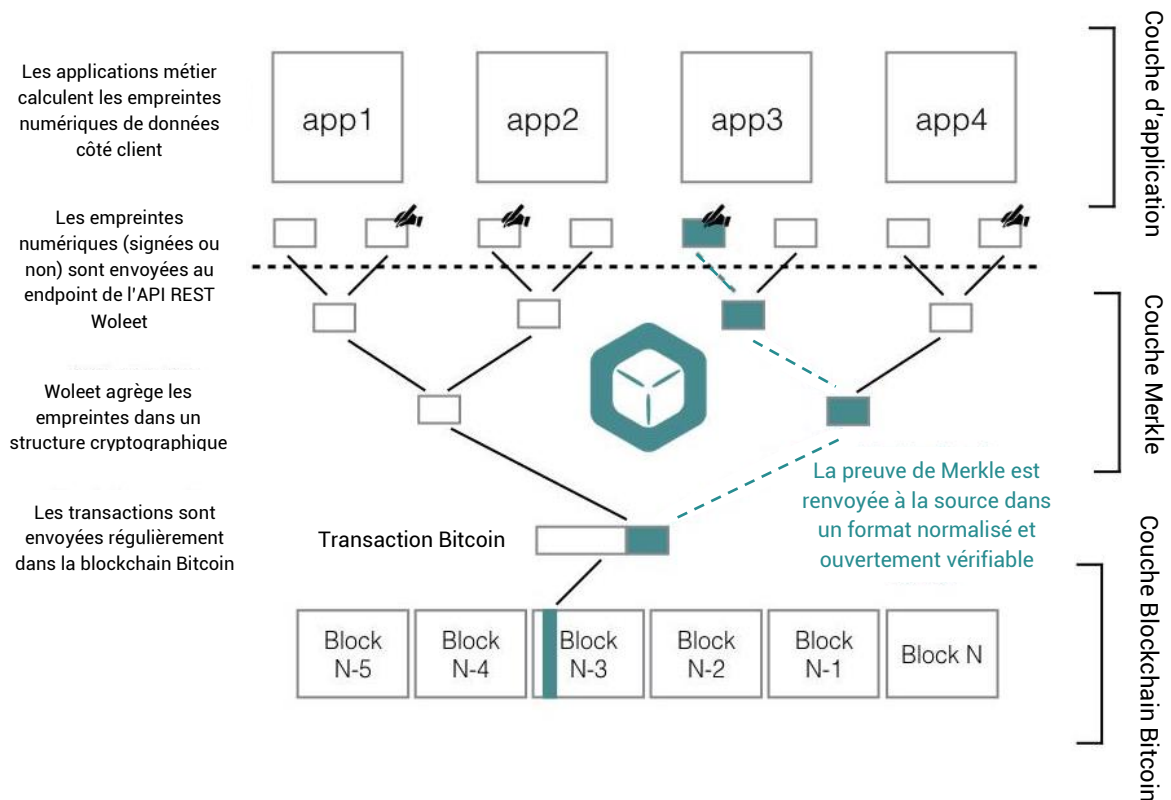 Les applications métier
calculent les empreintes
numériques de données
côté client
app1
app2
app3
app4
Couche d'application
Les empreintes
numériques (signées ou
non) sont envoyées au
endpoint de l'API REST
Woleet
Woleet agrège les
empreintes dans un
structure cryptographique
Couche Merkle
La preuve de Merkle est
renvoyée à la source dans
un format normalisé et
ouvertement vérifiable
Les transactions sont
envoyées régulièrement
dans la blockchain Bitcoin
Transaction Bitcoin
Block
N-5
Block
N-4
Block
N-3
Block
N-2
Block
N-1
Block N
Couche Blockchain Bitcoin